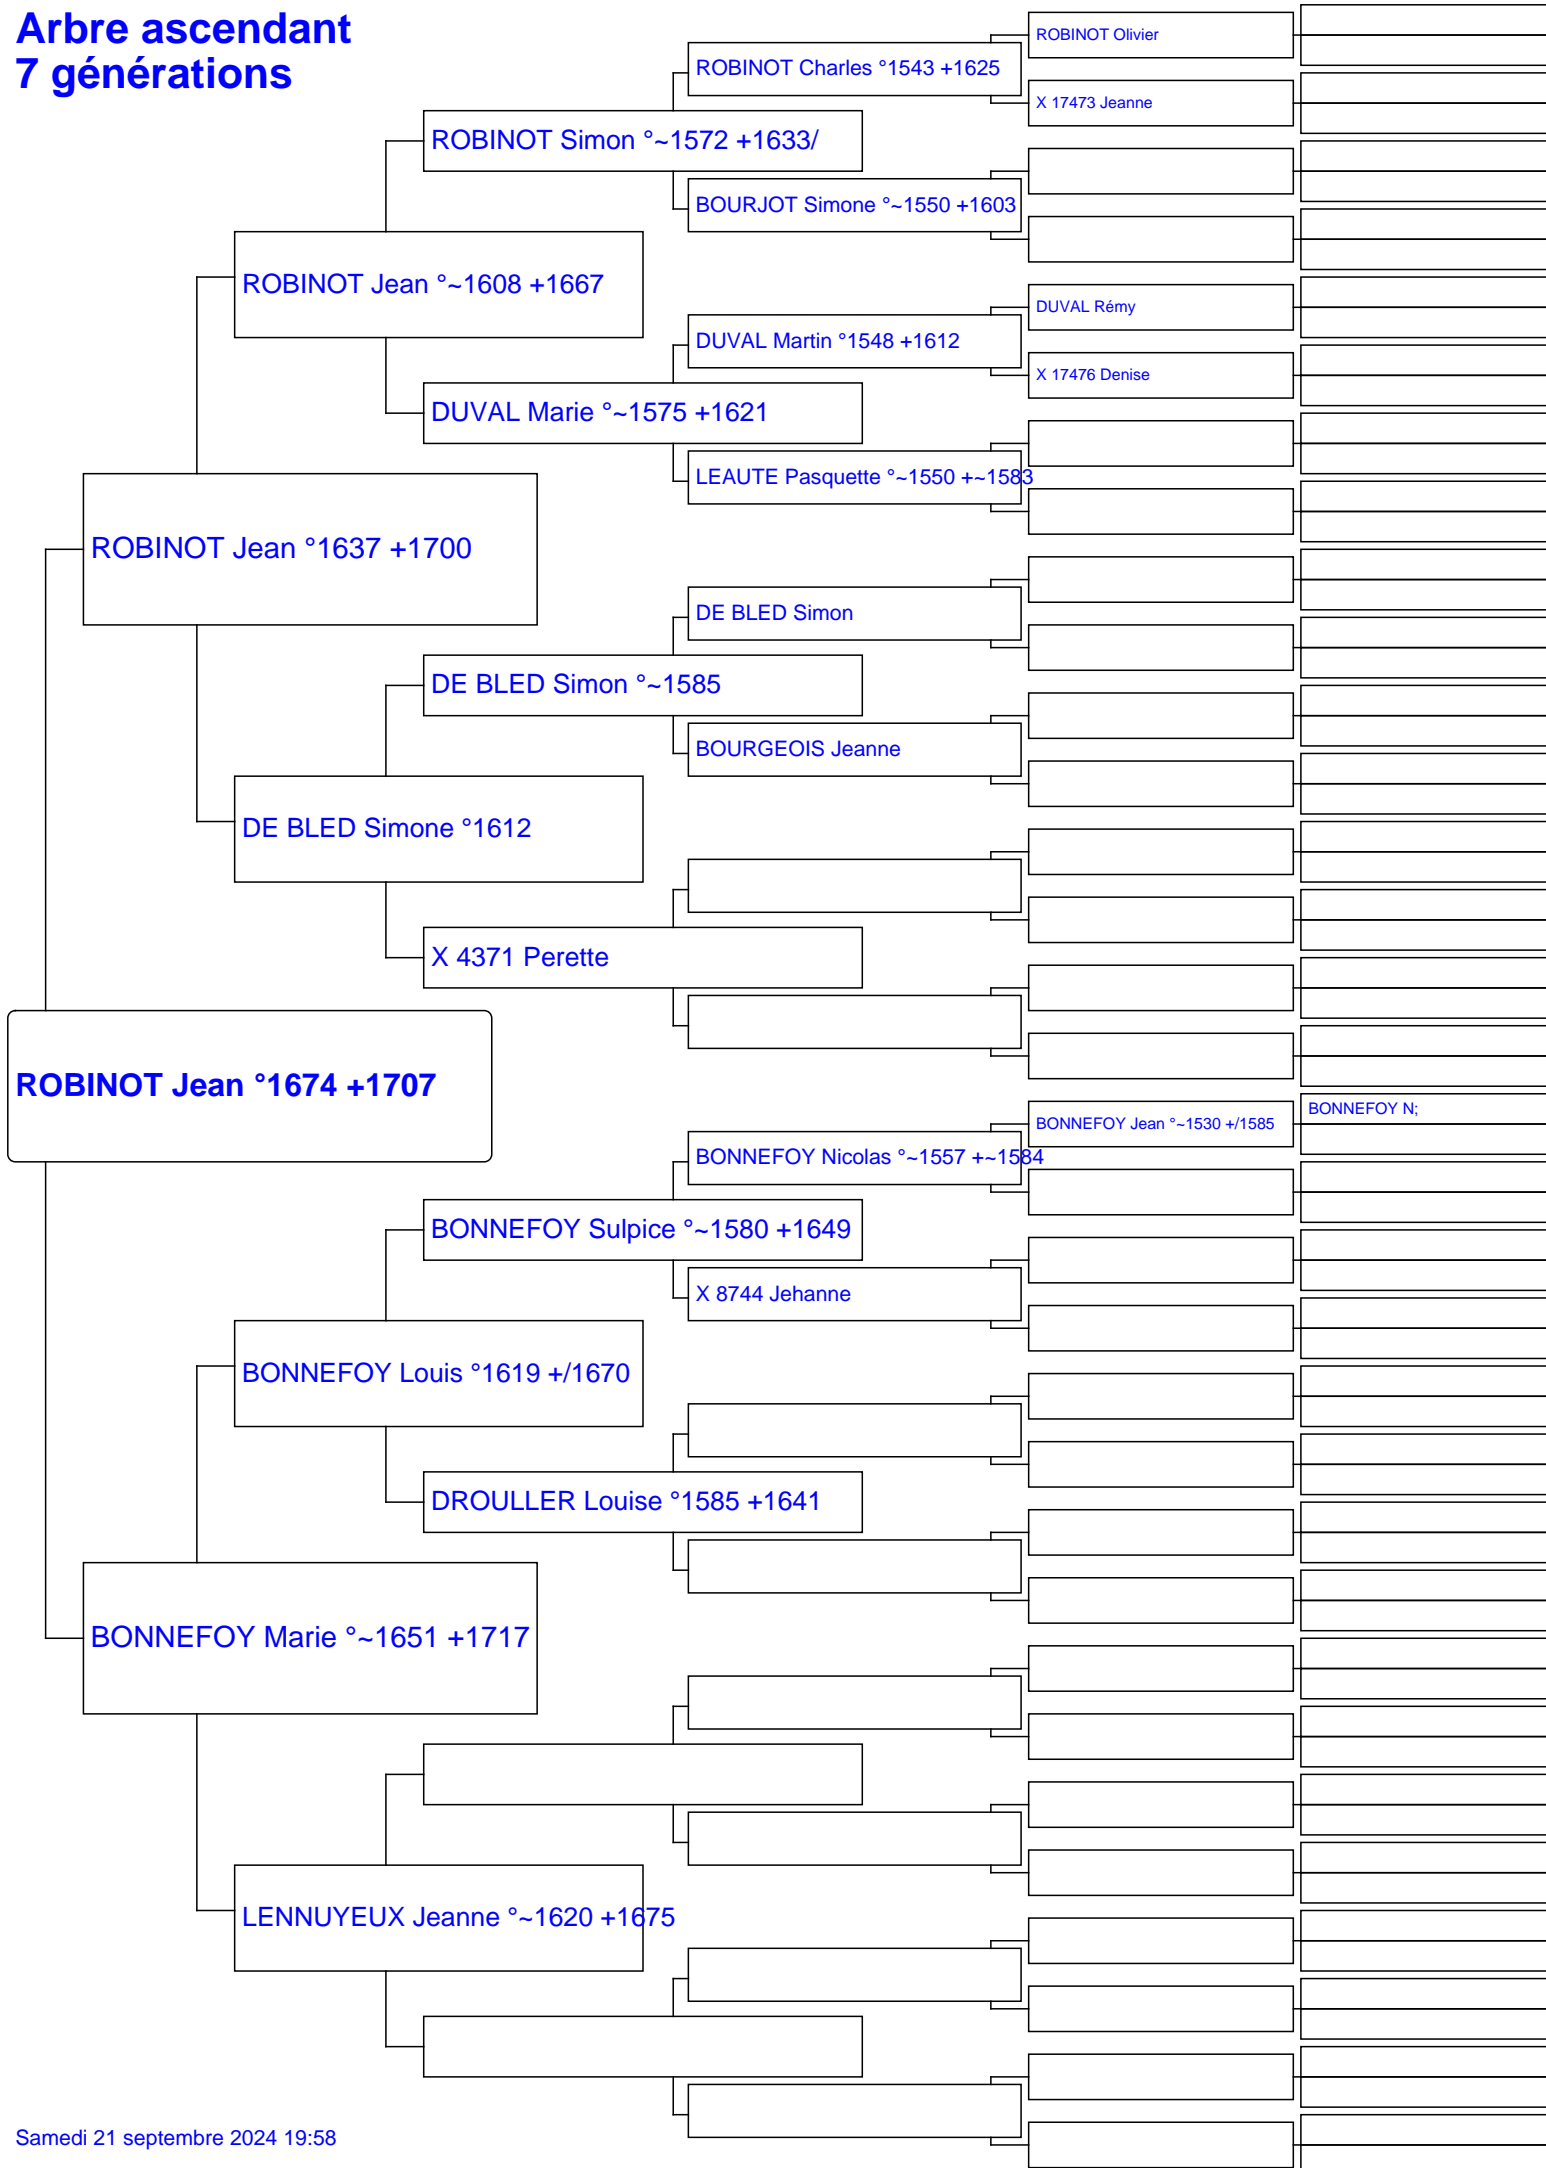 Arbre ascendant
7 générations
ROBINOT Olivier
ROBINOT Charles °1543 +1625
X 17473 Jeanne
ROBINOT Simon °~1572 +1633/
BOURJOT Simone °~1550 +1603
ROBINOT Jean °~1608 +1667
DUVAL Rémy
DUVAL Martin °1548 +1612
X 17476 Denise
DUVAL Marie °~1575 +1621
LEAUTE Pasquette °~1550 +~1583
ROBINOT Jean °1637 +1700
DE BLED Simon
DE BLED Simon °~1585
BOURGEOIS Jeanne
DE BLED Simone °1612
X 4371 Perette
ROBINOT Jean °1674 +1707
BONNEFOY N;
BONNEFOY Jean °~1530 +/1585
BONNEFOY Nicolas °~1557 +~1584
BONNEFOY Sulpice °~1580 +1649
X 8744 Jehanne
BONNEFOY Louis °1619 +/1670
DROULLER Louise °1585 +1641
BONNEFOY Marie °~1651 +1717
LENNUYEUX Jeanne °~1620 +1675
Samedi 21 septembre 2024 19:58